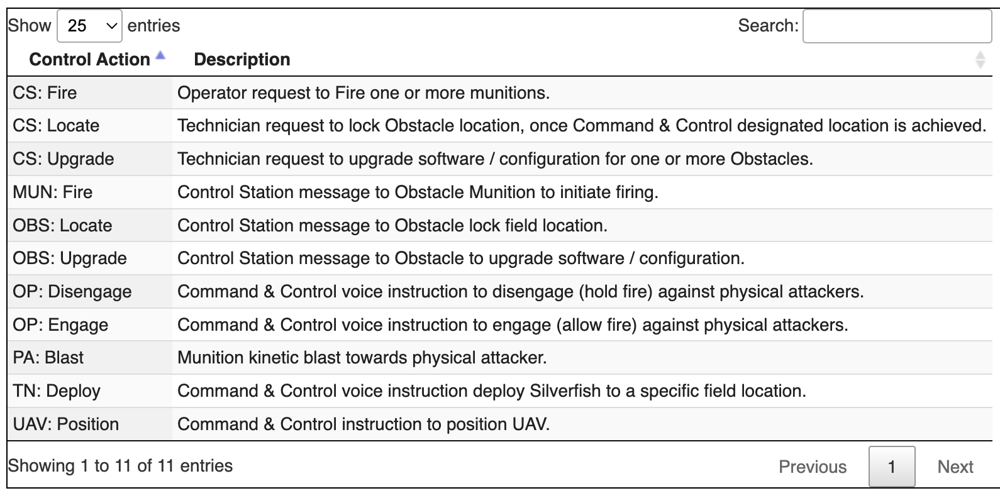 Show 25 entries Search:
Control Action Description
CS: Fire Operator request to Fire one or more munitions.
CS: Locate Technician request to lock Obstacle location, once Command & Control designated location is achieved.
CS: Upgrade Technician request to upgrade software / configuration for one or more Obstacles.
MUN: Fire Control Station message to Obstacle Munition to initiate firing.
OBS: Locate Control Station message to Obstacle lock field location.
OBS: Upgrade Control Station message to Obstacle to upgrade software / configuration.
OP: Disengage Command & Control voice instruction to disengage (hold fire) against physical attackers.
OP: Engage Command & Control voice instruction to engage (allow fire) against physical attackers.
PA: Blast Munition kinetic blast towards physical attacker.
TN: Deploy Command & Control voice instruction deploy Silverfish to a specific field location.
UAV: Position Command & Control instruction to position UAV.
Showing 1 to 11 of 11 entries Previous 1 Next